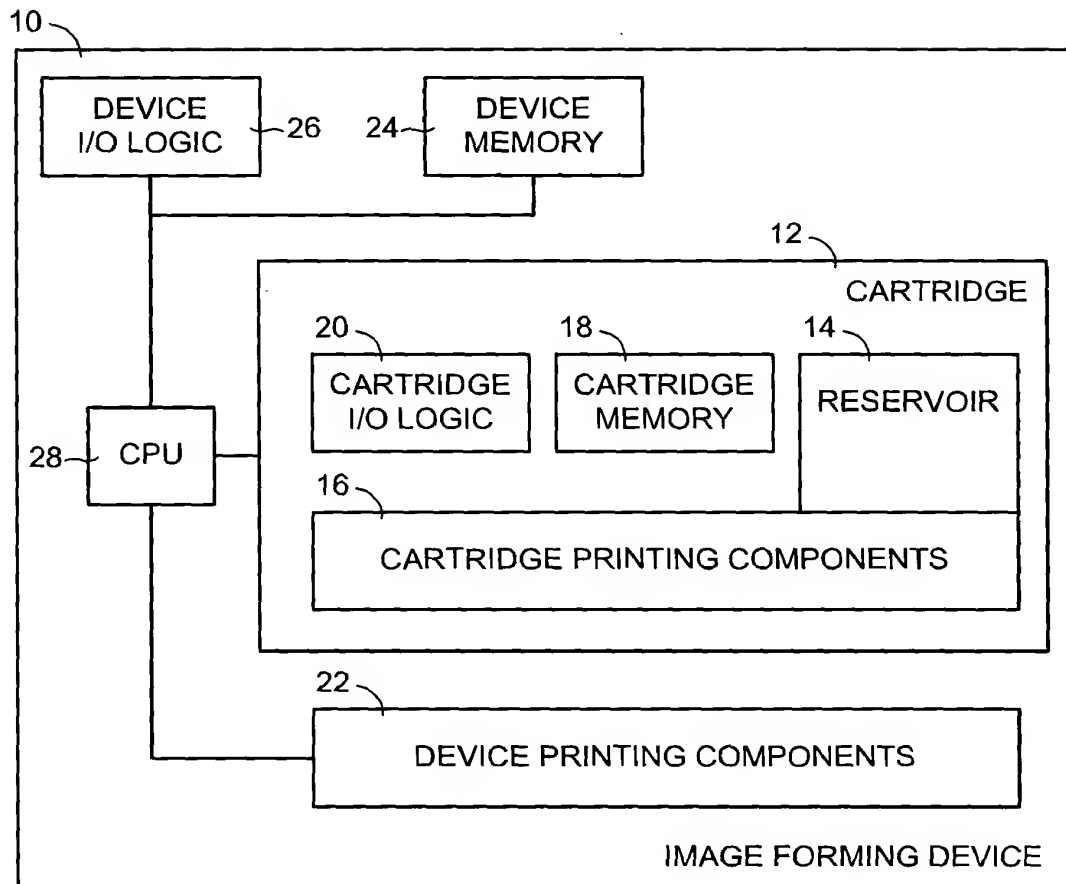 10
DEVICE
I/O LOGIC
26
24
DEVICE
MEMORY
12
CARTRIDGE
20
CARTRIDGE
I/O LOGIC
18
CARTRIDGE
MEMORY
14
RESERVOIR
28
CPU
16
CARTRIDGE PRINTING COMPONENTS
22
DEVICE PRINTING COMPONENTS
IMAGE FORMING DEVICE